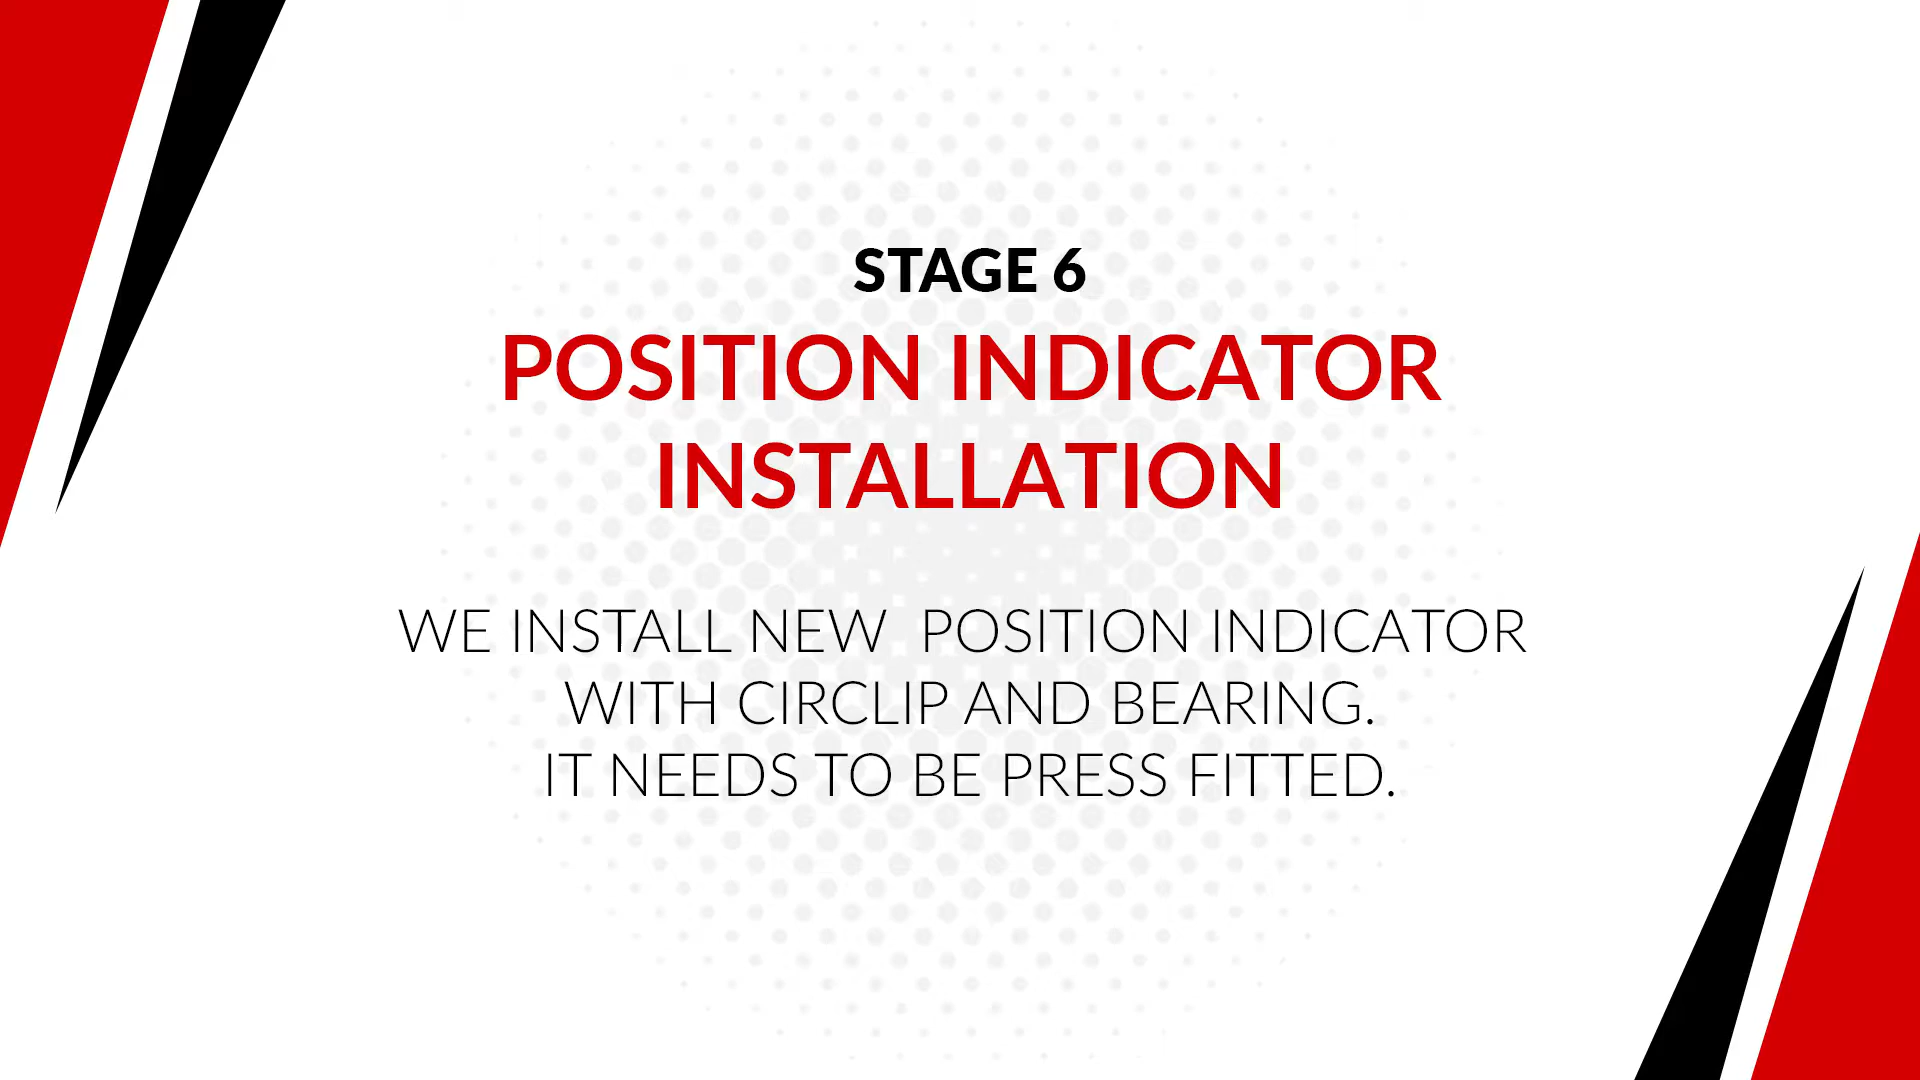 STAGE 6
POSITION INDICATOR
INSTALLATION
WE INSTALL NEW  POSITION INDICATOR
WITH CIRCLIP AND BEARING.
IT NEEDS TO BE PRESS FITTED.